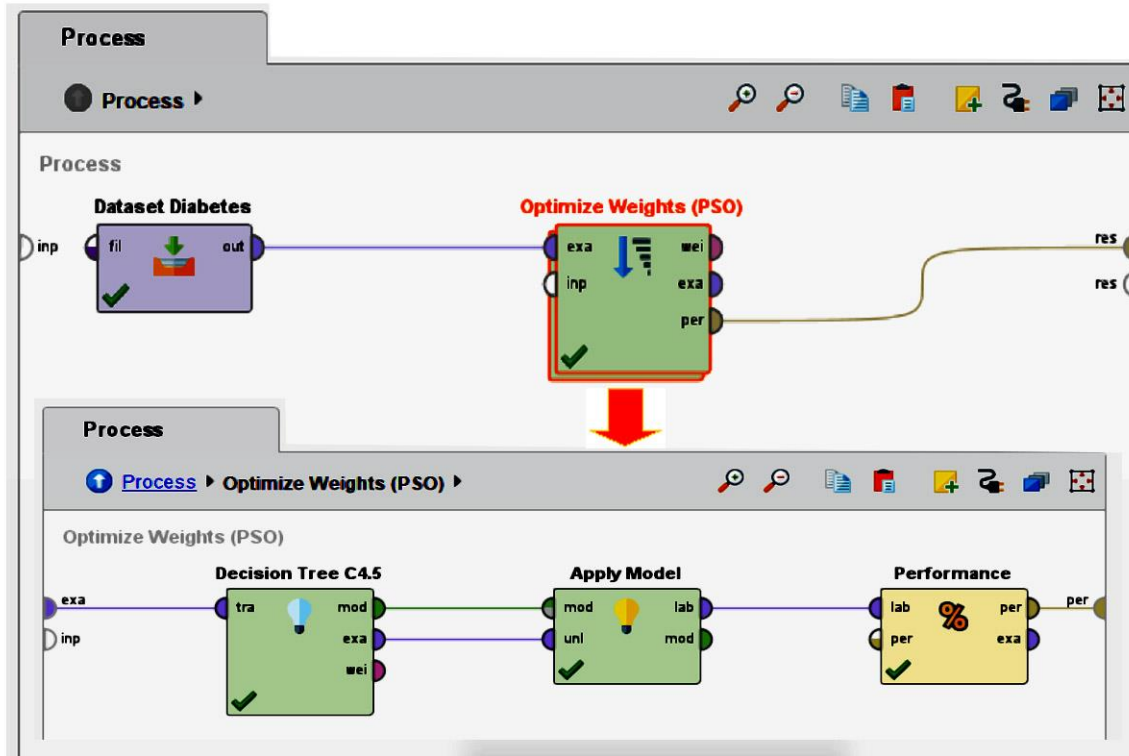 Process
Process
Process
Dataset Diabetes
Optimize Weights (PSO)
inp
fil
out
exa
wei
res
inp
exa
res
per
Process
Process
Optimize Weights (PSO)
Optimize Weights (PSO)
Decision Tree C4.5
Apply Model
Performance
exa
tra
mod
mod
lab
lab
per
per
inp
exa
unl
mod
per
exa
wei